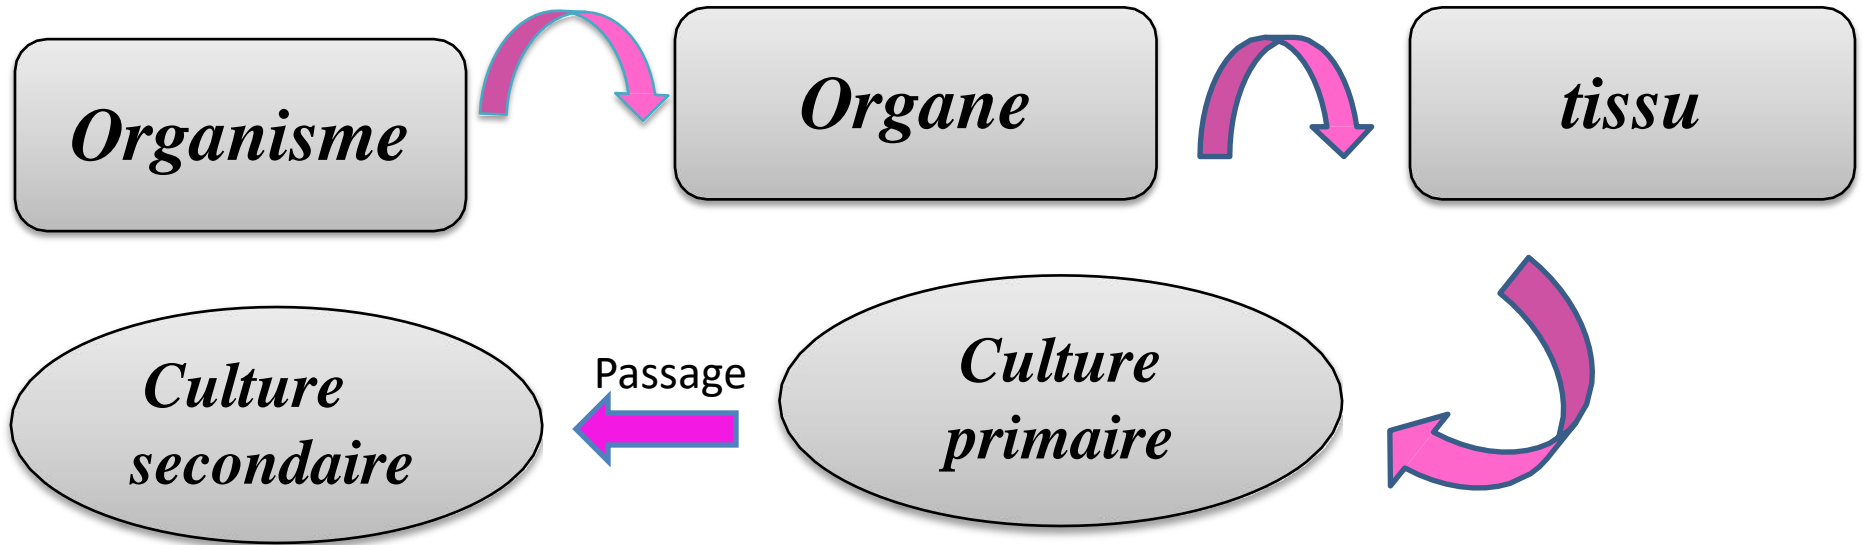 Organisme
Organe
tissu
Culture
primaire
Passage
Culture
secondaire